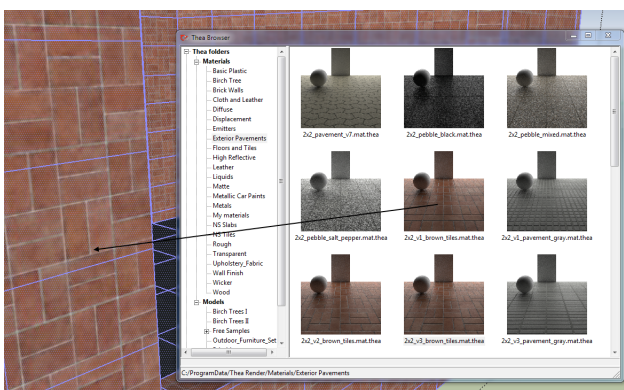 Thea Browser
Thea folders
Materials
Basic Plastic
Birch Tree
Brick Walls
Cloth and Leather
Diffuse
Displacement
Emitters
Exterior Pavements
Floors and Tiles
High Reflective
Leather
Liquids
Matte
Metallic Car Paints
Metals
My materials
NS Slabs
NS Tiles
Rough
Transparent
Upholstery_Fabric
Wall Finish
Wicker
Wood
Models
Birch Trees I
Birch Trees II
Free Samples
Outdoor_Furniture_Set
2x2_pavement_v7.mat.thea
2x2_pebble_black.mat.thea
2x2_pebble_mixed.mat.thea
2x2_pebble_salt_pepper.mat.thea
2x2_v1_brown_tiles.mat.thea
2x2_v1_pavement_gray.mat.thea
2x2_v2_brown_tiles.mat.thea
2x2_v3_brown_tiles.mat.thea
2x2_v3_pavement_gray.mat.thea
C:/ProgramData/Thea Render/Materials/Exterior Pavements